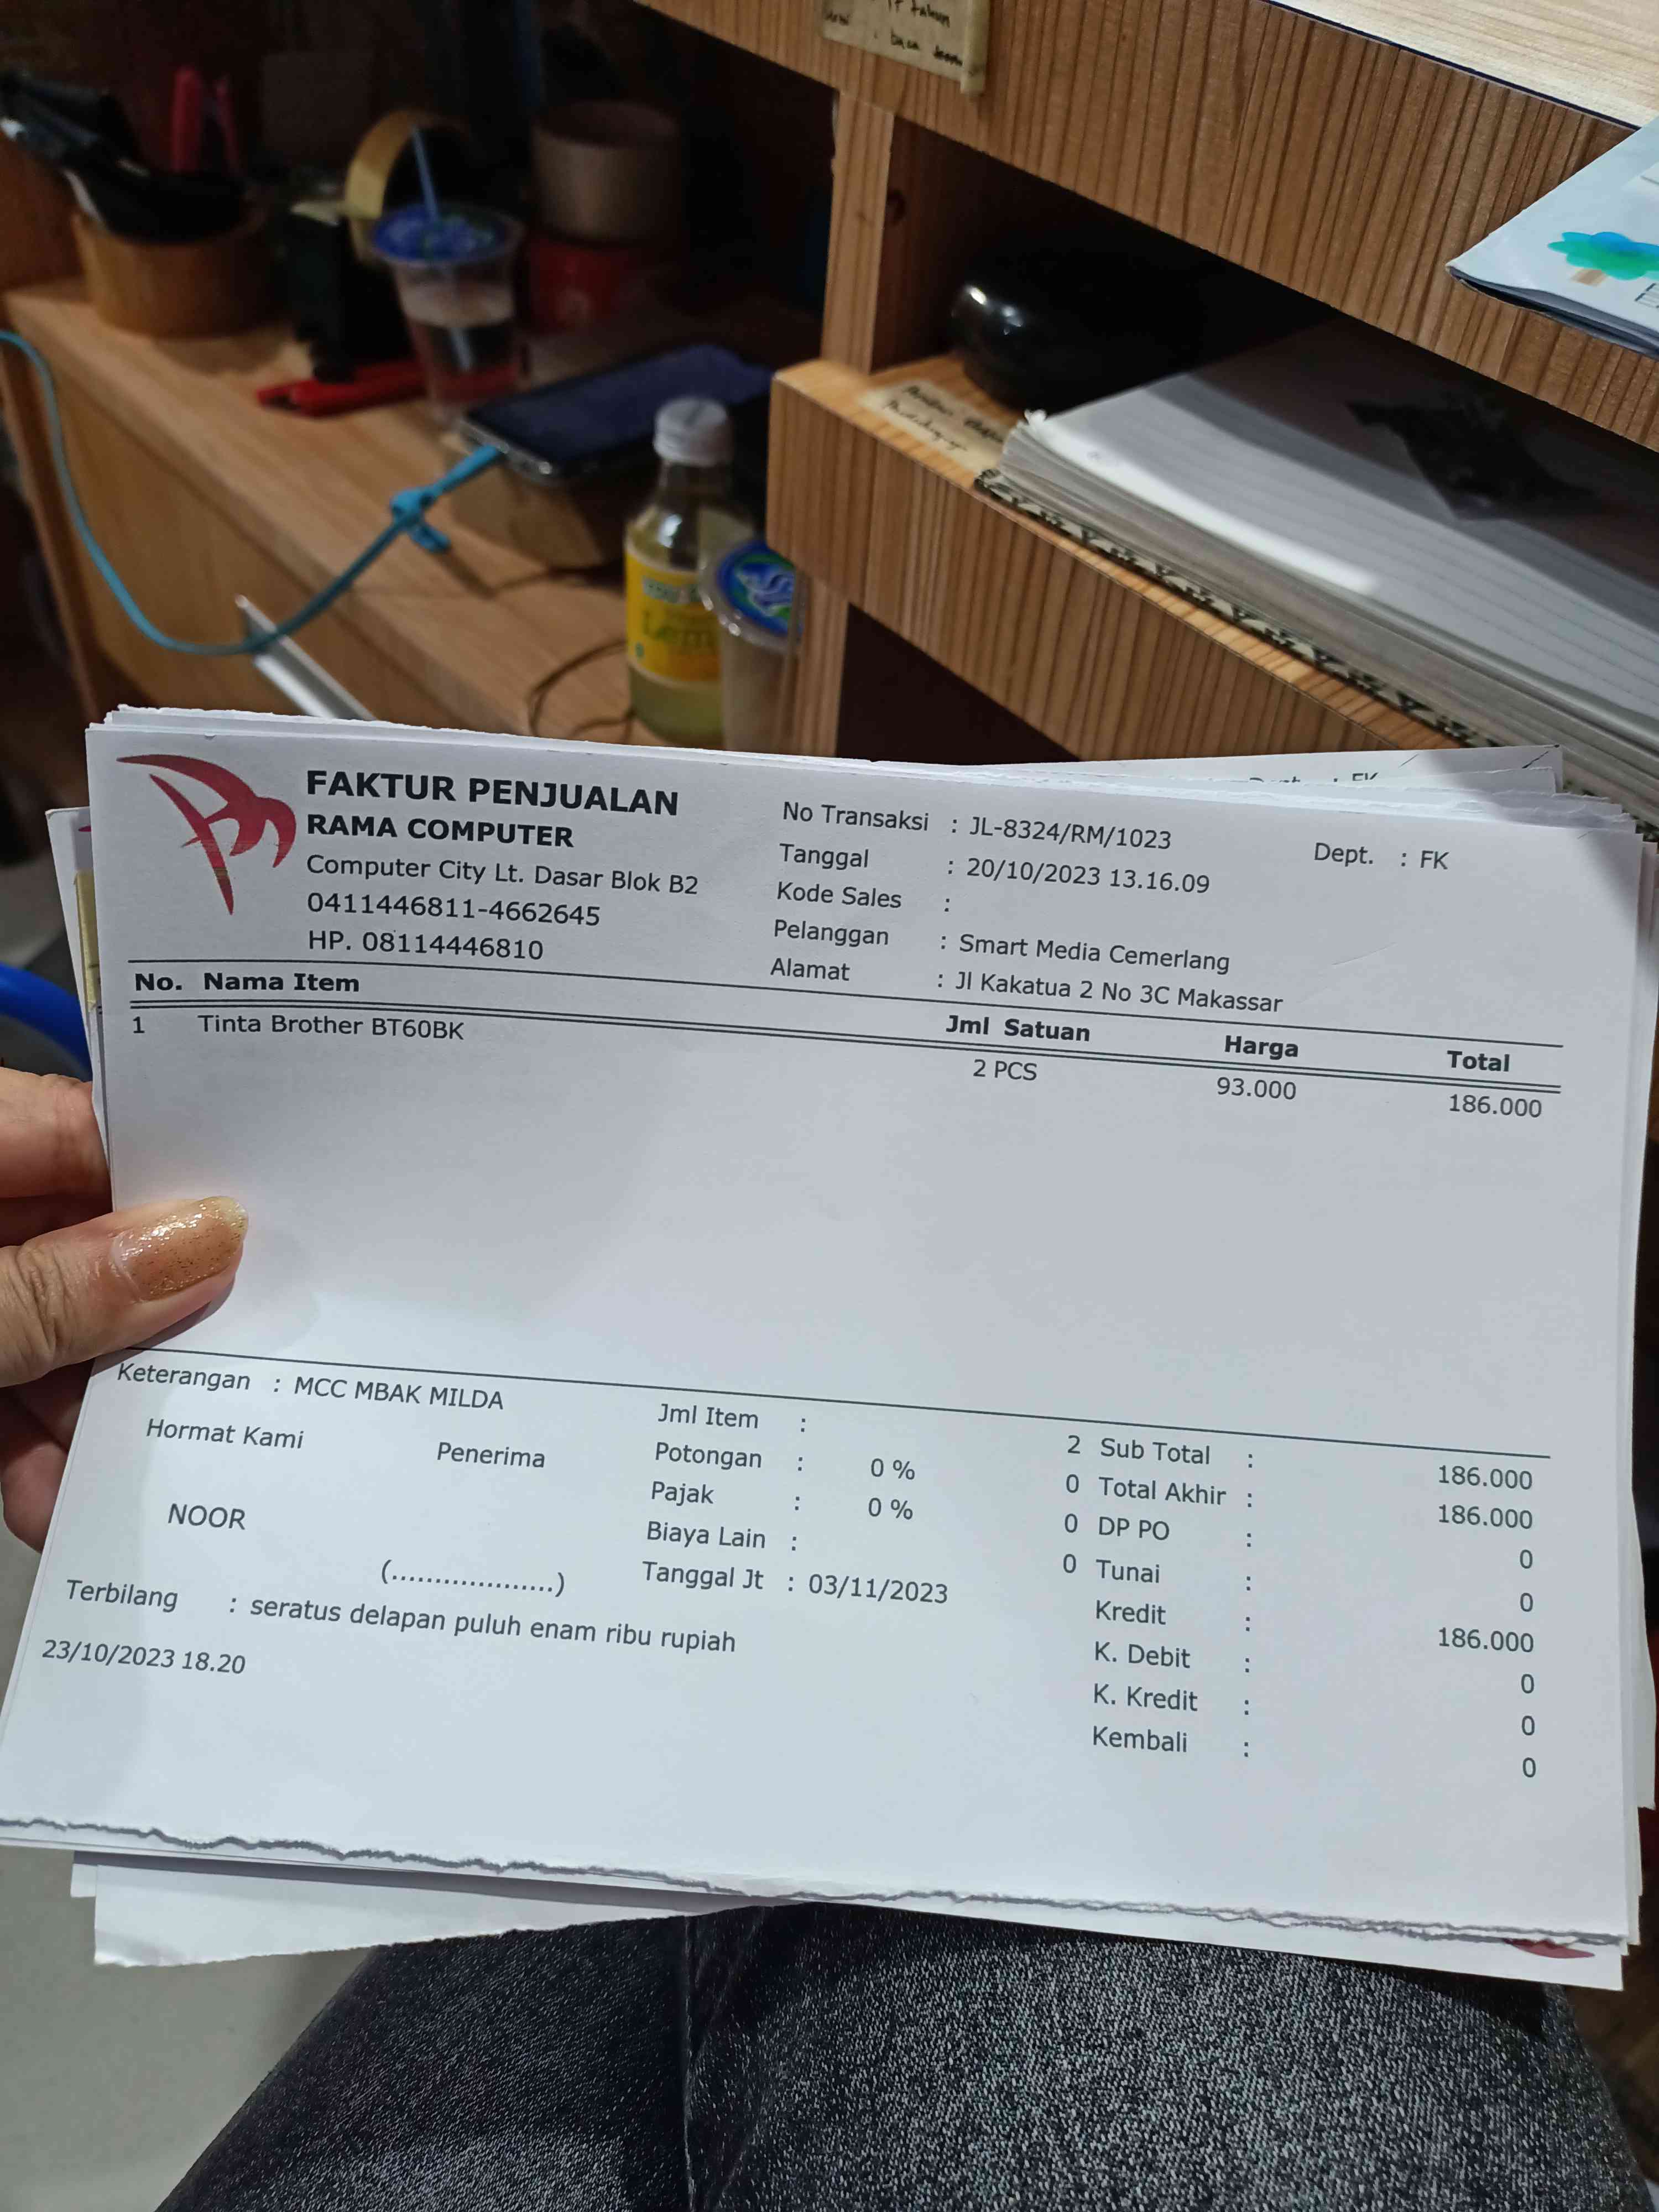 17 tahun
FAKTUR PENJUALAN
RAMA COMPUTER
Computer City Lt. Dasar Blok B2
0411446811-4662645
HP. 08114446810
No Transaksi : JL-8324/RM/1023
Dept. : FK
Tanggal : 20/10/2023 13.16.09
Kode Sales :
Pelanggan : Smart Media Cemerlang
Alamat : Jl Kakatua 2 No 3C Makassar
No. Nama Item Jml Satuan Harga Total
1 Tinta Brother BT60BK 2 PCS 93.000 186.000
Keterangan : MCC MBAK MILDA
Hormat Kami
Penerima
NOOR
(...................)
Jml Item : 2
Potongan : 0 % 0
Pajak : 0 % 0
Biaya Lain : 0
Tanggal Jt : 03/11/2023
Sub Total : 186.000
Total Akhir : 186.000
DP PO : 0
Tunai : 0
Kredit : 186.000
K. Debit : 0
K. Kredit : 0
Kembali : 0
Terbilang : seratus delapan puluh enam ribu rupiah
23/10/2023 18.20